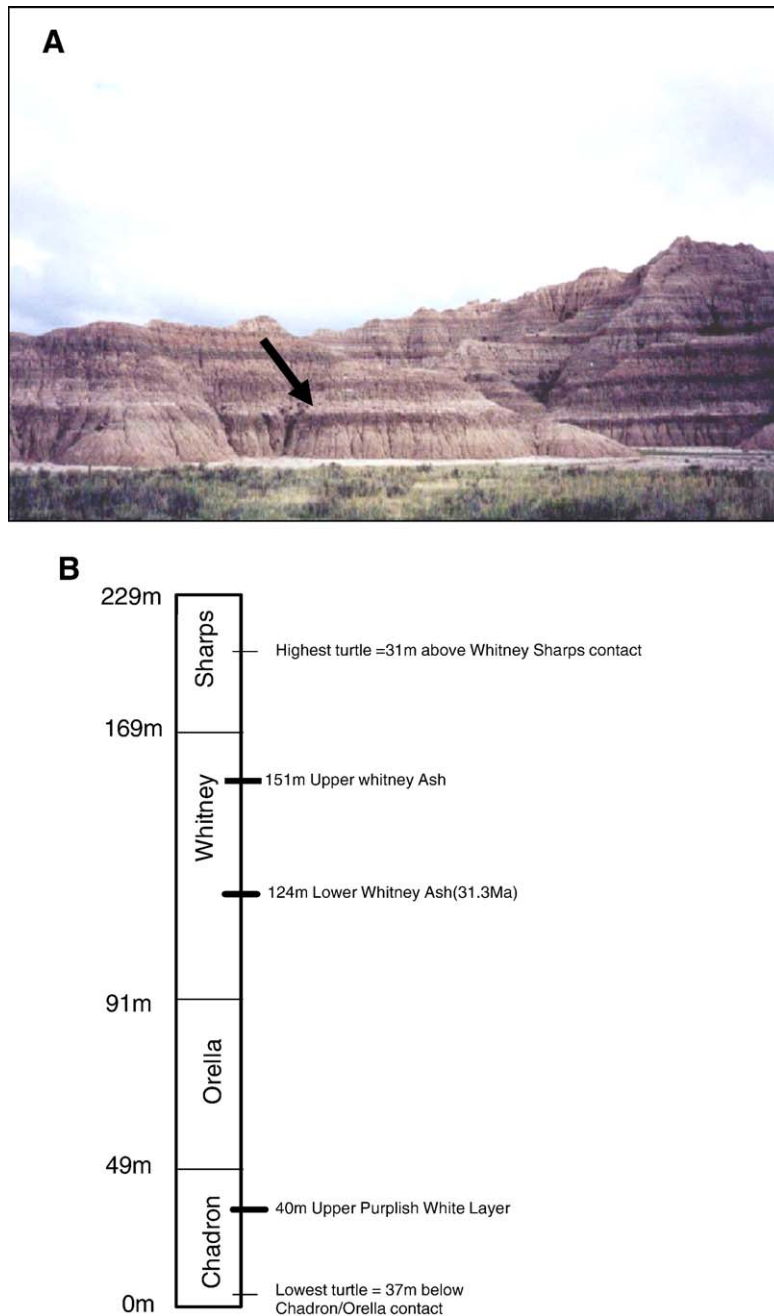 A
B
229m
Sharps
Highest turtle =31m above Whitney Sharps contact
169m
Whitney
151m Upper whitney Ash
124m Lower Whitney Ash(31.3Ma)
91m
Orella
49m
Chadron
40m Upper Purplish White Layer
Lowest turtle = 37m below
Chadron/Orella contact
0m